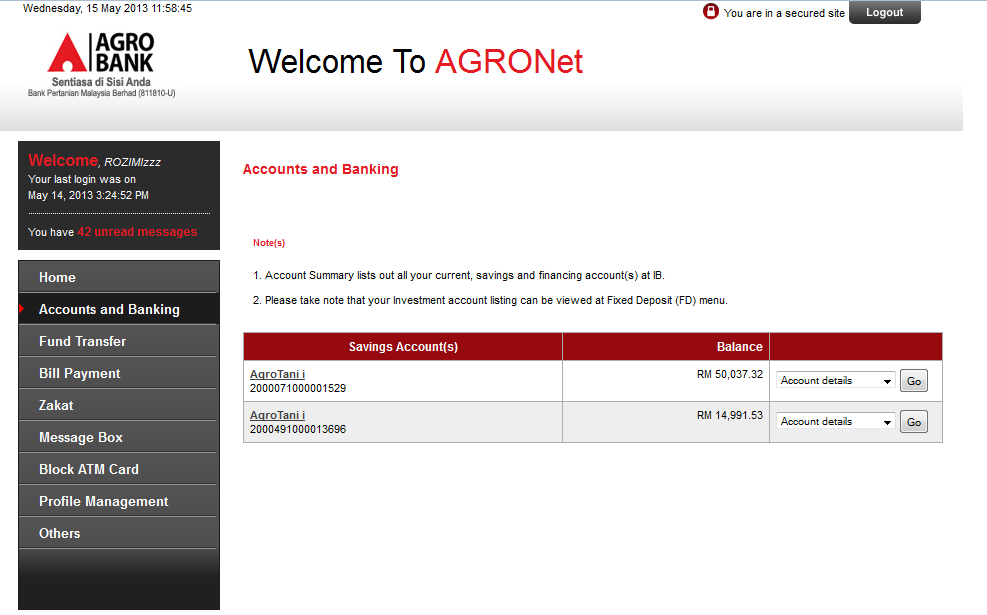 Wednesday, 15 May 2013 11:58:45
You are in a secured site
Logout
AGRO
BANK
Sentiasa di Sisi Anda
Bank Pertanian Malaysia Berhad (811810-U)
Welcome To AGRONet
Welcome, ROZIMIzzz
Your last login was on
May 14, 2013 3:24:52 PM
You have 42 unread messages
Home
Accounts and Banking
Fund Transfer
Bill Payment
Zakat
Message Box
Block ATM Card
Profile Management
Others
Accounts and Banking
Note(s)
1. Account Summary lists out all your current, savings and financing account(s) at IB.
2. Please take note that your Investment account listing can be viewed at Fixed Deposit (FD) menu.
Savings Account(s) Balance
AgroTani i RM 50,037.32 Account details Go
2000071000001529
AgroTani i RM 14,991.53 Account details Go
2000491000013696